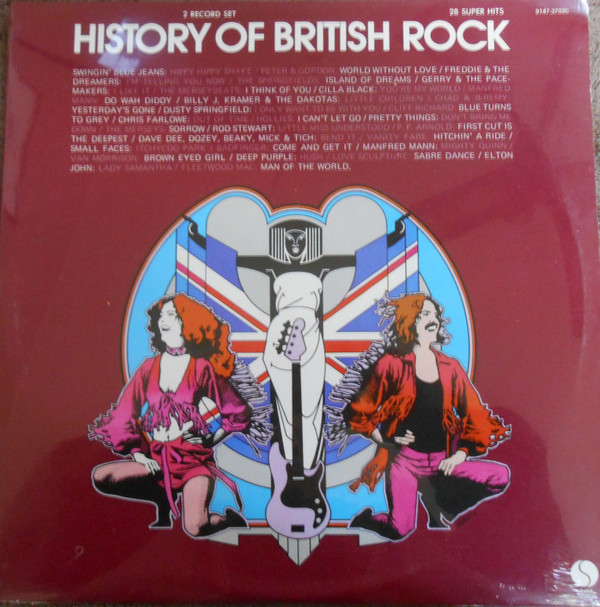 2 RECORD SET
28 SUPER HITS
9147-37030
HISTORY OF BRITISH ROCK
SWINGIN' BLUE JEANS: HIPPY HIPPY SHAKE / PETER & GORDON: WORLD WITHOUT LOVE / FREDDIE & THE
DREAMERS: I'M TELLING YOU NOW / THE SPRINGFIELDS: ISLAND OF DREAMS / GERRY & THE PACE-
MAKERS: I LIKE IT / THE MERSEYBEATS: I THINK OF YOU / CILLA BLACK: YOU'RE MY WORLD / MANFRED
MANN: DO WAH DIDDY / BILLY J. KRAMER & THE DAKOTAS: LITTLE CHILDREN / CHAD & JEREMY:
YESTERDAY'S GONE / DUSTY SPRINGFIELD: I ONLY WANT TO BE WITH YOU / CLIFF RICHARD: BLUE TURNS
TO GREY / CHRIS FARLOWE: OUT OF TIME / HOLLIES: I CAN'T LET GO / PRETTY THINGS: DON'T BRING ME
DOWN / THE MERSEYS: SORROW / ROD STEWART: LITTLE MISS UNDERSTOOD / P. P. ARNOLD: FIRST CUT IS
THE DEEPEST / DAVE DEE, DOZEY, BEAKY, MICK & TICH: BEND IT / VANITY FARE: HITCHIN' A RIDE /
SMALL FACES: ITCHYCOO PARK / BADFINGER: COME AND GET IT / MANFRED MANN: MIGHTY QUINN /
VAN MORRISON: BROWN EYED GIRL / DEEP PURPLE: HUSH / LOVE SCULPTURE: SABRE DANCE / ELTON
JOHN: LADY SAMANTHA / FLEETWOOD MAC: MAN OF THE WORLD.